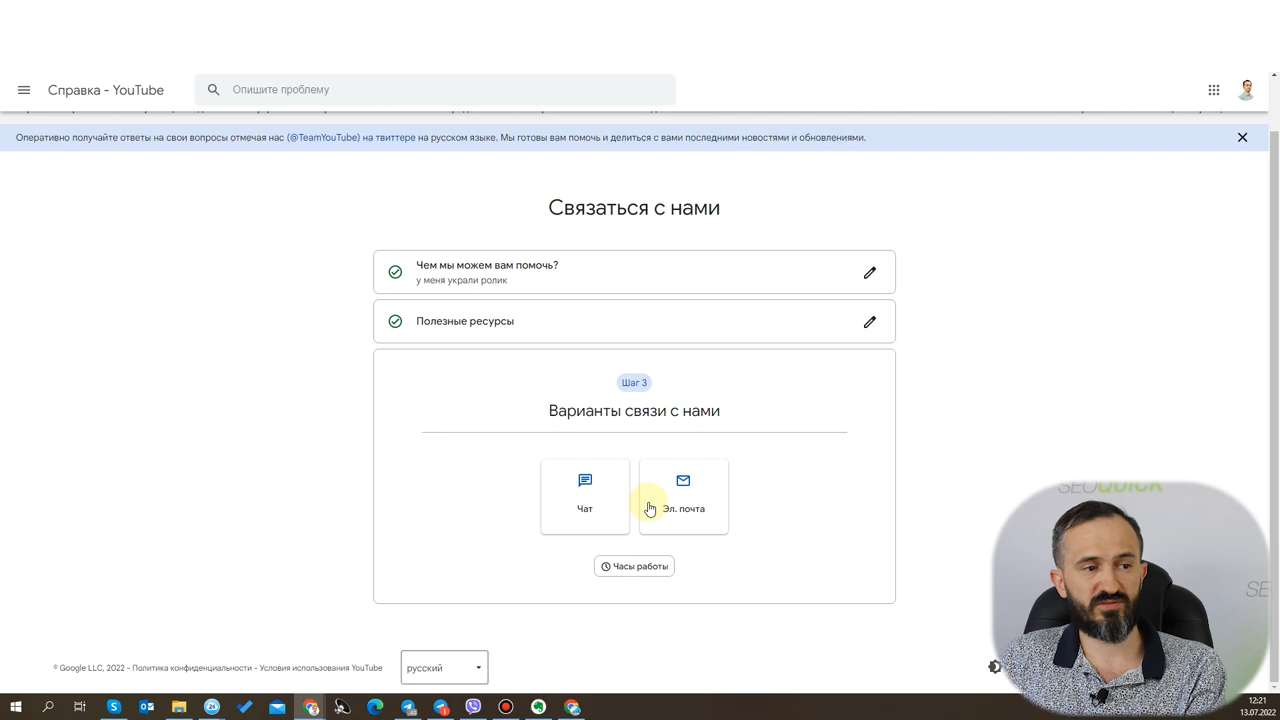 Справка - YouTube
Опишите проблему
Оперативно получайте ответы на свои вопросы отмечая нас (@TeamYouTube) на твиттере на русском языке. Мы готовы вам помочь и делиться с вами последними новостями и обновлениями.
Связаться с нами
Чем мы можем вам помочь?
у меня украли ролик
Полезные ресурсы
Шаг 3
Варианты связи с нами
Чат
Эл. почта
Часы работы
SEOQUICK
SE
© Google LLC, 2022 - Политика конфиденциальности - Условия использования YouTube
русский
24
12:21
13.07.2022